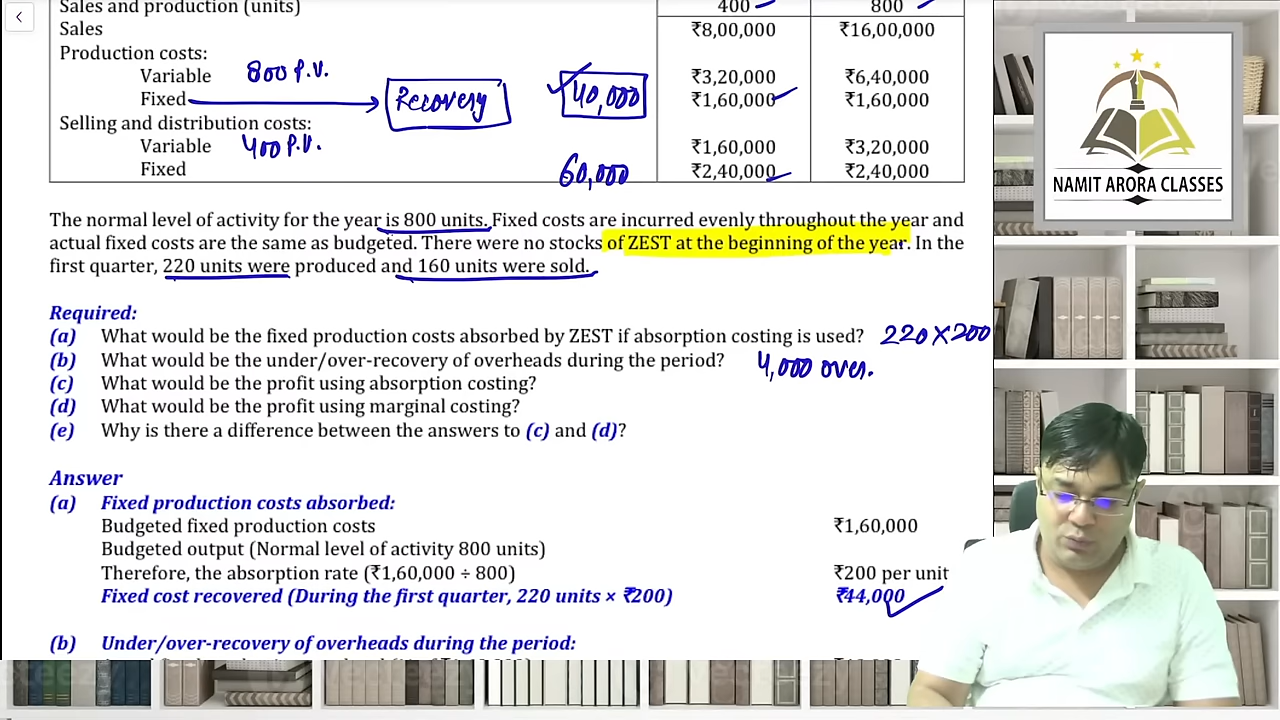 Sales and production (units) 400 800
Sales ₹8,00,000 ₹16,00,000
Production costs:
Variable 800 P.U. ₹3,20,000 ₹6,40,000
Fixed Recovery 40,000 ₹1,60,000 ₹1,60,000
Selling and distribution costs:
Variable 400 P.U. ₹1,60,000 ₹3,20,000
Fixed 60,000 ₹2,40,000 ₹2,40,000
NAMIT ARORA CLASSES
The normal level of activity for the year is 800 units. Fixed costs are incurred evenly throughout the year and
actual fixed costs are the same as budgeted. There were no stocks of ZEST at the beginning of the year. In the
first quarter, 220 units were produced and 160 units were sold.
Required:
(a) What would be the fixed production costs absorbed by ZEST if absorption costing is used? 220 X 200
(b) What would be the under/over-recovery of overheads during the period? 4,000 over.
(c) What would be the profit using absorption costing?
(d) What would be the profit using marginal costing?
(e) Why is there a difference between the answers to (c) and (d)?
Answer
(a) Fixed production costs absorbed:
Budgeted fixed production costs ₹1,60,000
Budgeted output (Normal level of activity 800 units)
Therefore, the absorption rate (₹1,60,000 ÷ 800) ₹200 per unit
Fixed cost recovered (During the first quarter, 220 units × ₹200) ₹44,000
(b) Under/over-recovery of overheads during the period: